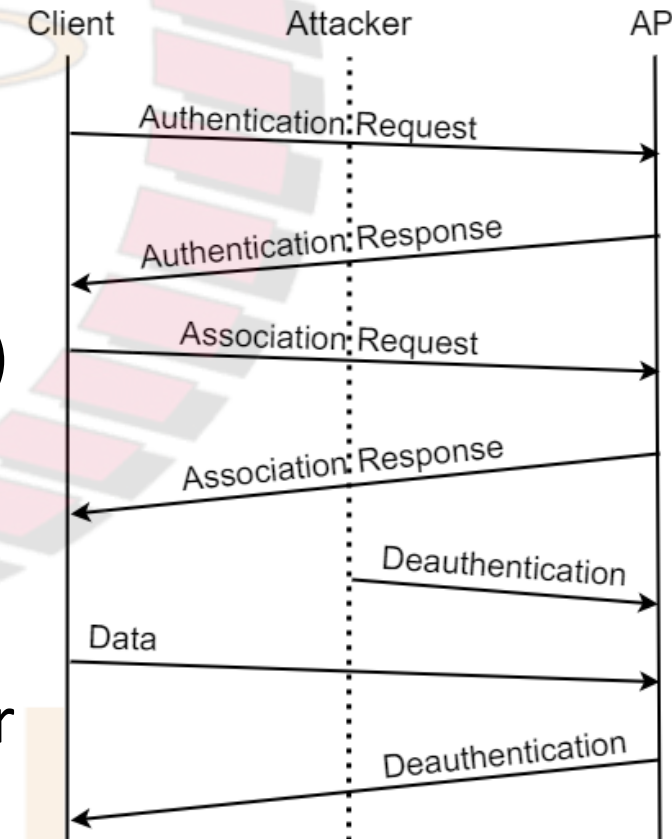 Client Attacker AP
Authentication Request
Authentication Response
)
Association Request
Association Response
Deauthentication
Data
r
Deauthentication